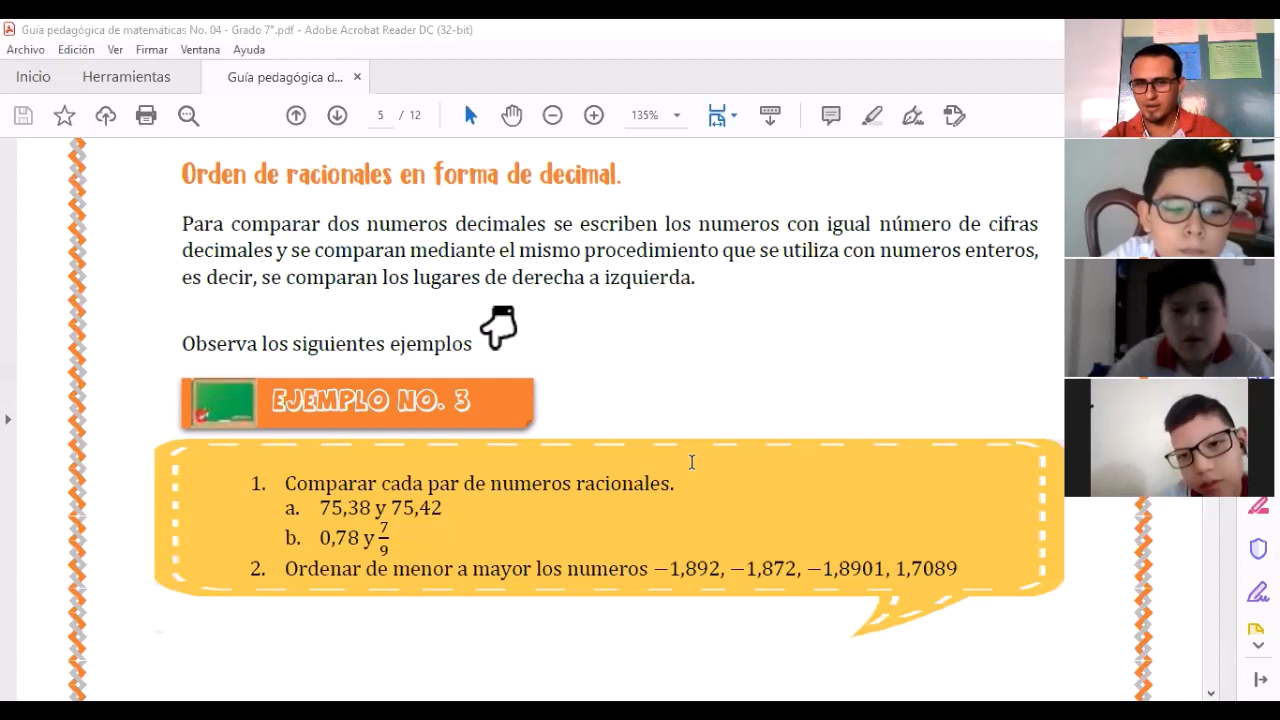 Guía pedagógica de matemáticas No. 04 - Grado 7°.pdf - Adobe Acrobat Reader DC (32-bit)
Archivo Edición Ver Firmar Ventana Ayuda
Inicio Herramientas Guía pedagógica d... ×
5 / 12 135%
Orden de racionales en forma de decimal.
Para comparar dos numeros decimales se escriben los numeros con igual número de cifras
decimales y se comparan mediante el mismo procedimiento que se utiliza con numeros enteros,
es decir, se comparan los lugares de derecha a izquierda.
Observa los siguientes ejemplos
EJEMPLO NO. 3
1. Comparar cada par de numeros racionales.
a. 75,38 y 75,42
b. 0,78 y 7/9
2. Ordenar de menor a mayor los numeros −1,892, −1,872, −1,8901, 1,7089